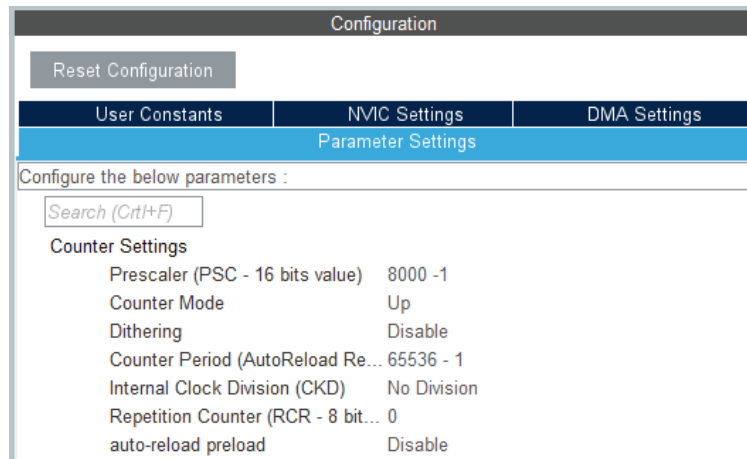 Configuration
Reset Configuration
User Constants NVIC Settings DMA Settings
Parameter Settings
Configure the below parameters :
Search (Crtl+F)
Counter Settings
Prescaler (PSC - 16 bits value) 8000 -1
Counter Mode Up
Dithering Disable
Counter Period (AutoReload Re... 65536 - 1
Internal Clock Division (CKD) No Division
Repetition Counter (RCR - 8 bit... 0
auto-reload preload Disable